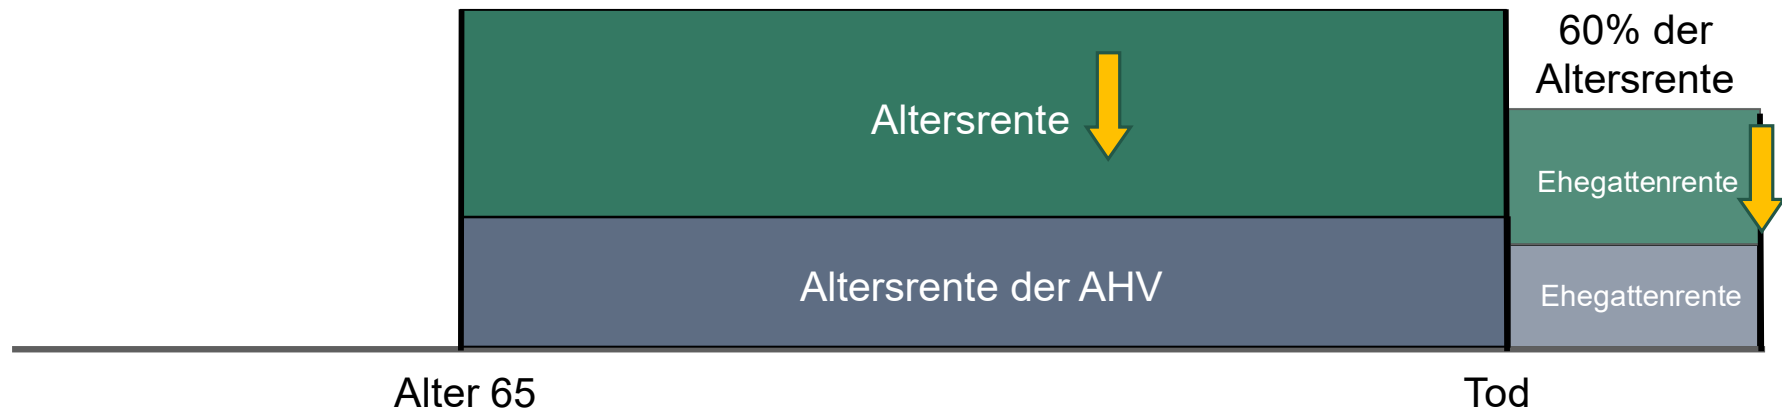 60% der
Altersrente
Altersrente
Ehegattenrente
Altersrente der AHV
Ehegattenrente
Alter 65
Tod